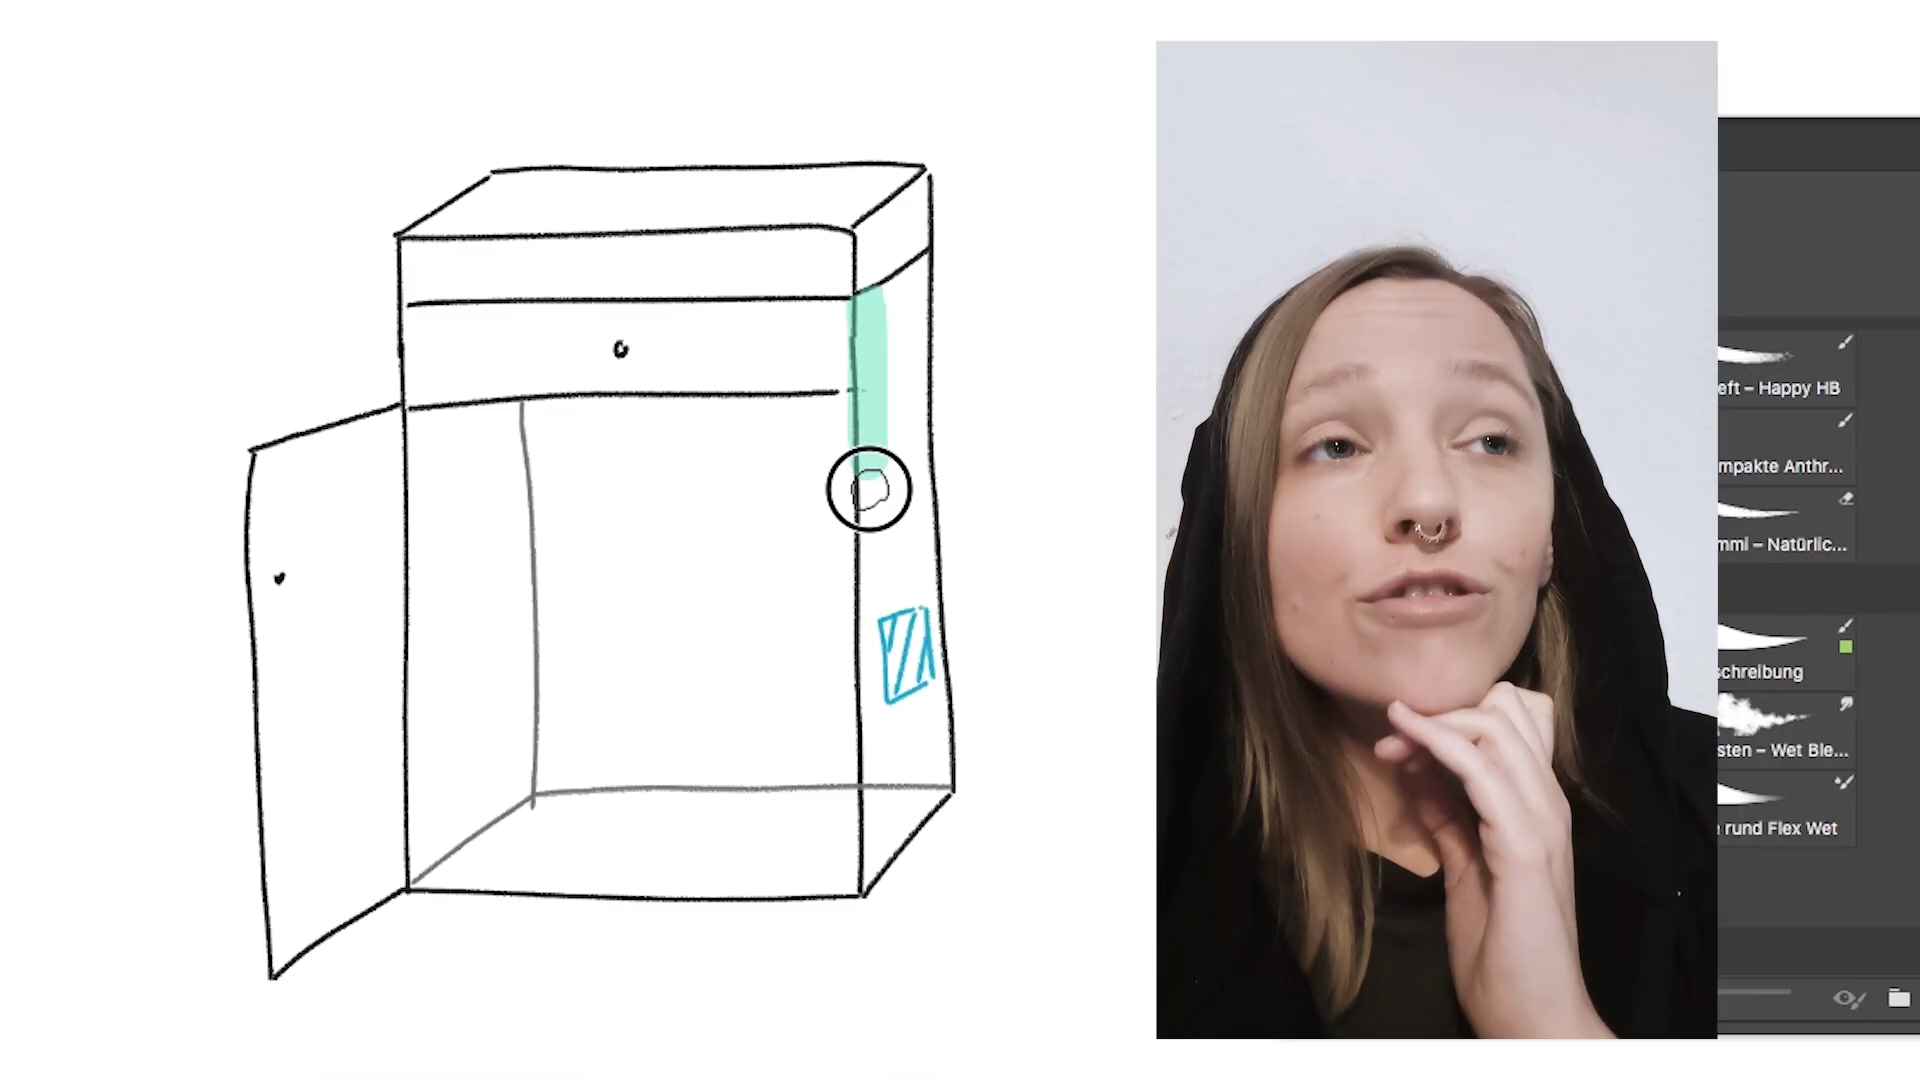 eft – Happy HB
mpakte Anthr...
mmi – Natürlic...
schreibung
sten – Wet Ble...
rund Flex Wet